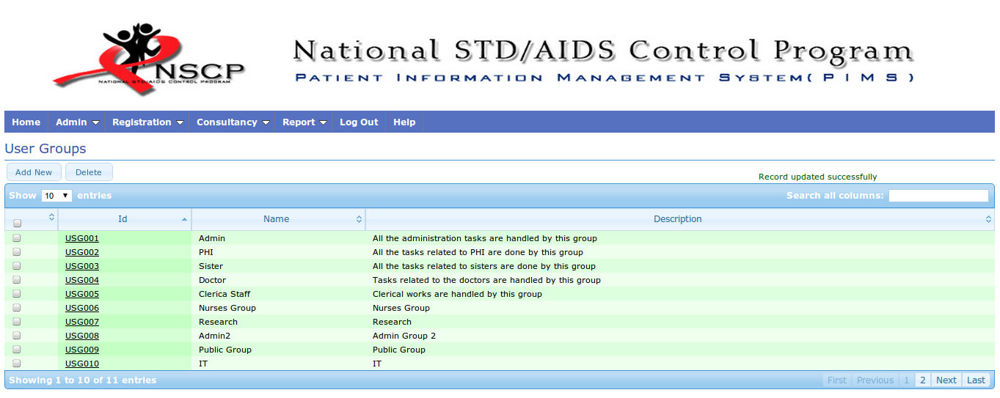 NSCP
NATIONAL STD/AIDS CONTROL PROGRAM
National STD/AIDS Control Program
Patient Information Management System( P I M S )
Home Admin Registration Consultancy Report Log Out Help
User Groups
Add New Delete
Record updated successfully
Show 10 entries Search all columns:
Id Name Description
USG001 Admin All the administration tasks are handled by this group
USG002 PHI All the tasks related to PHI are done by this group
USG003 Sister All the tasks related to sisters are done by this group
USG004 Doctor Tasks related to the doctors are handled by this group
USG005 Clerica Staff Clerical works are handled by this group
USG006 Nurses Group Nurses Group
USG007 Research Research
USG008 Admin2 Admin Group 2
USG009 Public Group Public Group
USG010 IT IT
Showing 1 to 10 of 11 entries First Previous 1 2 Next Last